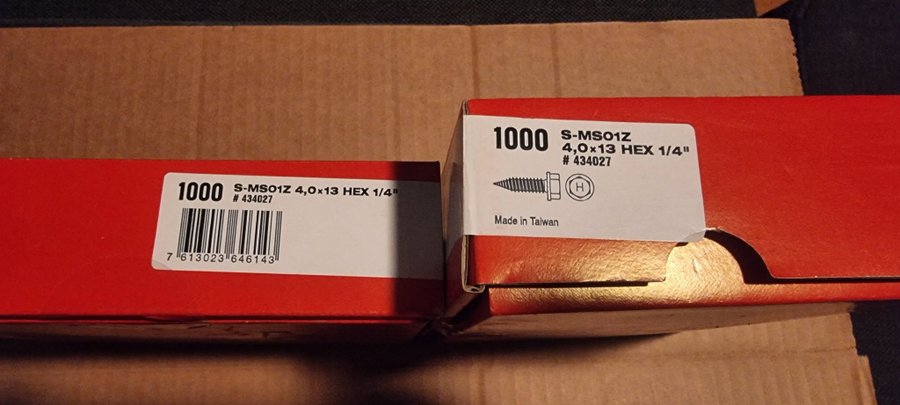 1000 S-MS01Z 4,0x13 HEX 1/4"
# 434027
7 613023 646143
1000 S-MS01Z
4,0x13 HEX 1/4"
# 434027
H
Made in Taiwan